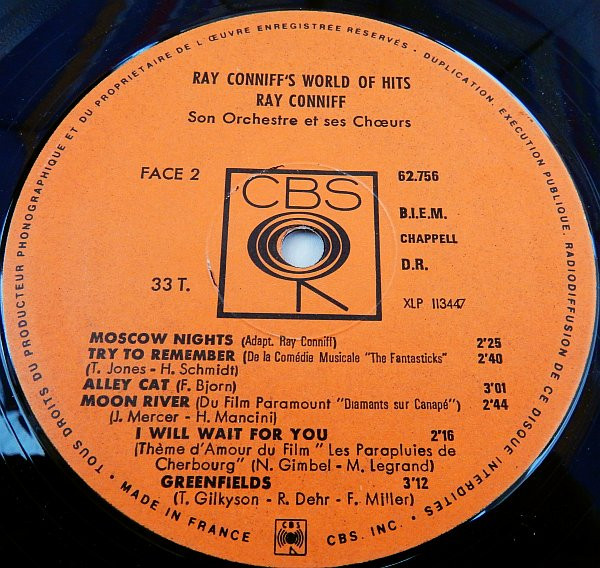 TOUS DROITS DU PRODUCTEUR PHONOGRAPHIQUE ET DU PROPRIETAIRE DE L'ŒUVRE ENREGISTREE RESERVES - DUPLICATION, EXECUTION PUBLIQUE, RADIODIFFUSION DE CE DISQUE INTERDITES •
RAY CONNIFF'S WORLD OF HITS
RAY CONNIFF
Son Orchestre et ses Chœurs
FACE 2
CBS
62.756
B.I.E.M.
CHAPPELL
D.R.
33 T.
XLP 113447
MOSCOW NIGHTS (Adapt. Ray Conniff) 2'25
TRY TO REMEMBER (De la Comédie Musicale "The Fantasticks" 2'40
(T. Jones - H. Schmidt)
ALLEY CAT (F. Bjorn) 3'01
MOON RIVER (Du Film Paramount "Diamants sur Canapé") 2'44
(J. Mercer - H. Mancini)
I WILL WAIT FOR YOU 2'16
(Thème d'Amour du Film " Les Parapluies de
Cherbourg" (N. Gimbel - M. Legrand)
GREENFIELDS 3'12
(T. Gilkyson - R. Dehr - F. Miller)
• MADE IN FRANCE
CBS
CBS. INC. •